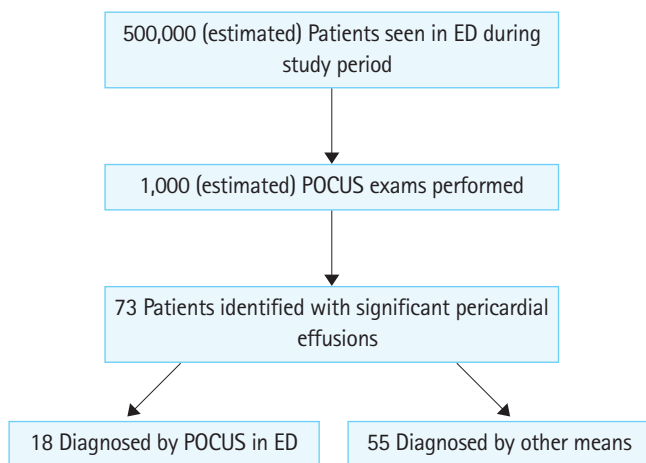 500,000 (estimated) Patients seen in ED during
study period
1,000 (estimated) POCUS exams performed
73 Patients identified with significant pericardial
effusions
18 Diagnosed by POCUS in ED
55 Diagnosed by other means